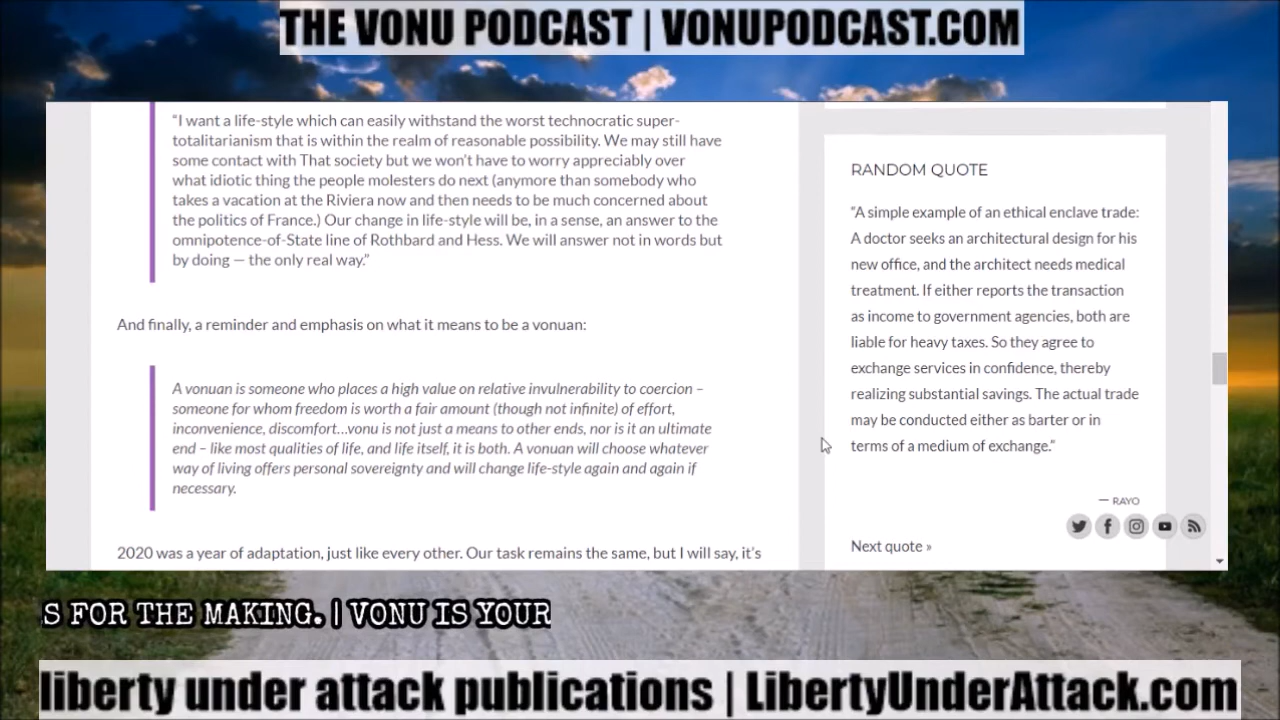 THE VONU PODCAST | VONUPODCAST.COM
“I want a life-style which can easily withstand the worst technocratic super-
totalitarianism that is within the realm of reasonable possibility. We may still have
some contact with That society but we won’t have to worry appreciably over
what idiotic thing the people molesters do next (anymore than somebody who
takes a vacation at the Riviera now and then needs to be much concerned about
the politics of France.) Our change in life-style will be, in a sense, an answer to the
omnipotence-of-State line of Rothbard and Hess. We will answer not in words but
by doing — the only real way.”
And finally, a reminder and emphasis on what it means to be a vonuan:
A vonuan is someone who places a high value on relative invulnerability to coercion –
someone for whom freedom is worth a fair amount (though not infinite) of effort,
inconvenience, discomfort…vonu is not just a means to other ends, nor is it an ultimate
end – like most qualities of life, and life itself, it is both. A vonuan will choose whatever
way of living offers personal sovereignty and will change life-style again and again if
necessary.
2020 was a year of adaptation, just like every other. Our task remains the same, but I will say, it’s
RANDOM QUOTE
“A simple example of an ethical enclave trade:
A doctor seeks an architectural design for his
new office, and the architect needs medical
treatment. If either reports the transaction
as income to government agencies, both are
liable for heavy taxes. So they agree to
exchange services in confidence, thereby
realizing substantial savings. The actual trade
may be conducted either as barter or in
terms of a medium of exchange.”
— RAYO
Next quote »
S FOR THE MAKING. | VONU IS YOUR
liberty under attack publications | LibertyUnderAttack.com